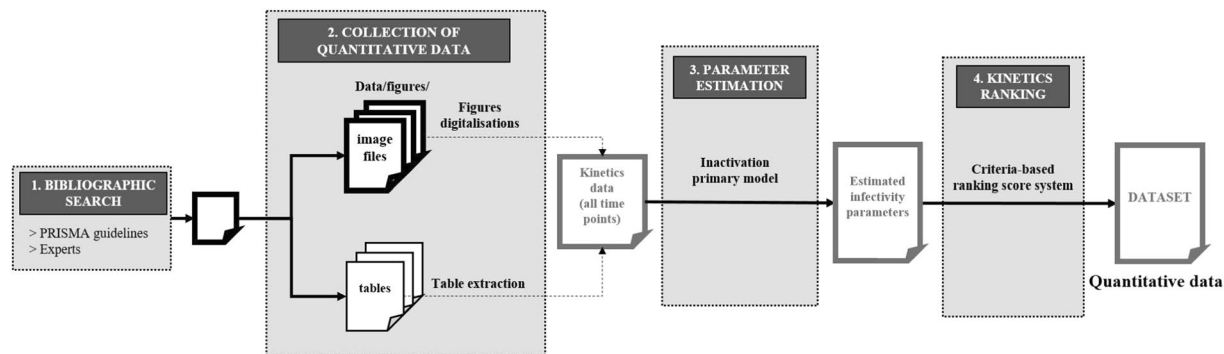 1. BIBLIOGRAPHIC
SEARCH
> PRISMA guidelines
> Experts
2. COLLECTION OF
QUANTITATIVE DATA
Data/figures/
image
files
Figures
digitalisations
tables
Table extraction
Kinetics
data
(all time
points)
3. PARAMETER
ESTIMATION
Inactivation
primary model
Estimated
infectivity
parameters
4. KINETICS
RANKING
Criteria-based
ranking score system
DATASET
Quantitative data